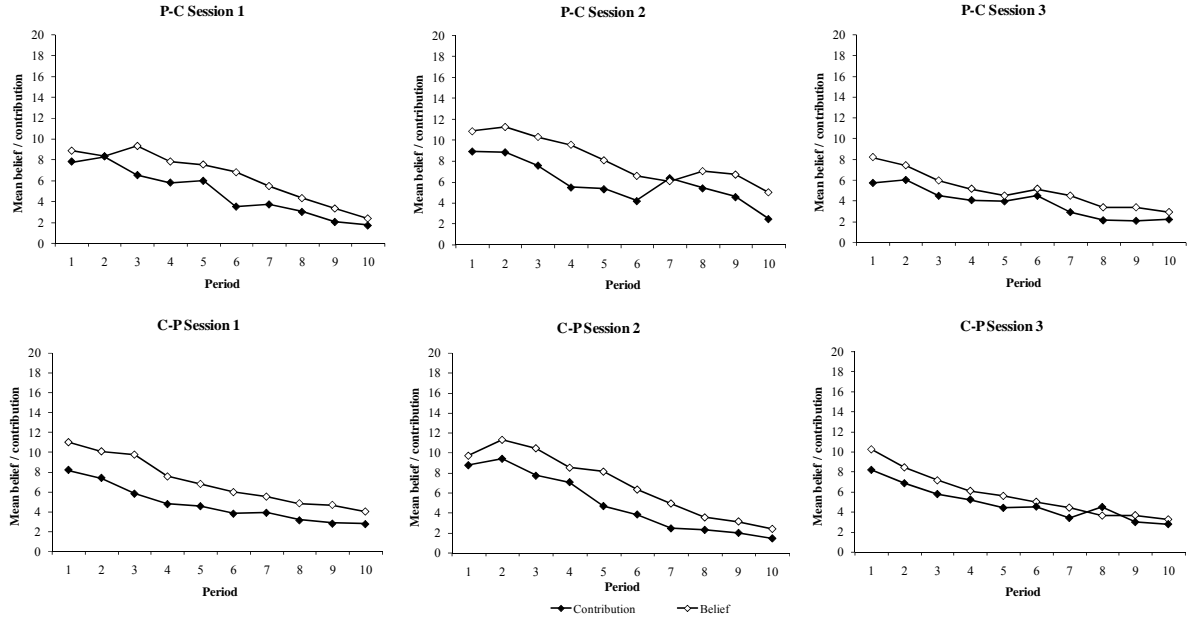 P-C Session 1
Mean belief / contribution
20
18
16
14
12
10
8
6
4
2
0
1 2 3 4 5 6 7 8 9 10
Period
P-C Session 2
Mean belief / contribution
20
18
16
14
12
10
8
6
4
2
0
1 2 3 4 5 6 7 8 9 10
Period
P-C Session 3
Mean belief / contribution
20
18
16
14
12
10
8
6
4
2
0
1 2 3 4 5 6 7 8 9 10
Period
C-P Session 1
Mean belief / contribution
20
18
16
14
12
10
8
6
4
2
0
1 2 3 4 5 6 7 8 9 10
Period
C-P Session 2
Mean belief / contribution
20
18
16
14
12
10
8
6
4
2
0
1 2 3 4 5 6 7 8 9 10
Period
C-P Session 3
Mean belief / contribution
20
18
16
14
12
10
8
6
4
2
0
1 2 3 4 5 6 7 8 9 10
Period
Contribution Belief